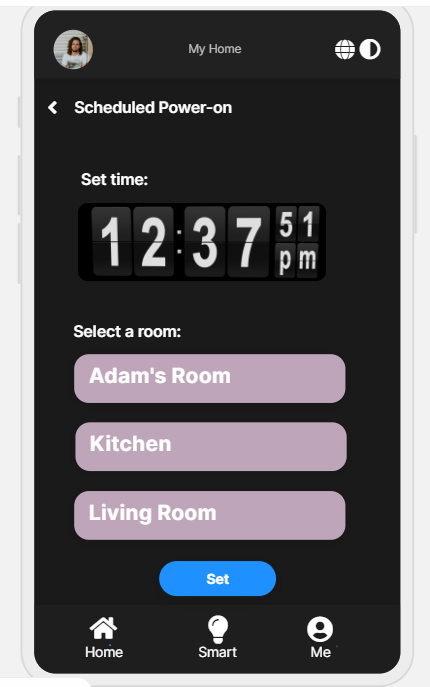 My Home
Scheduled Power-on
Set time:
12:37 51 pm
Select a room:
Adam's Room
Kitchen
Living Room
Set
Home Smart Me